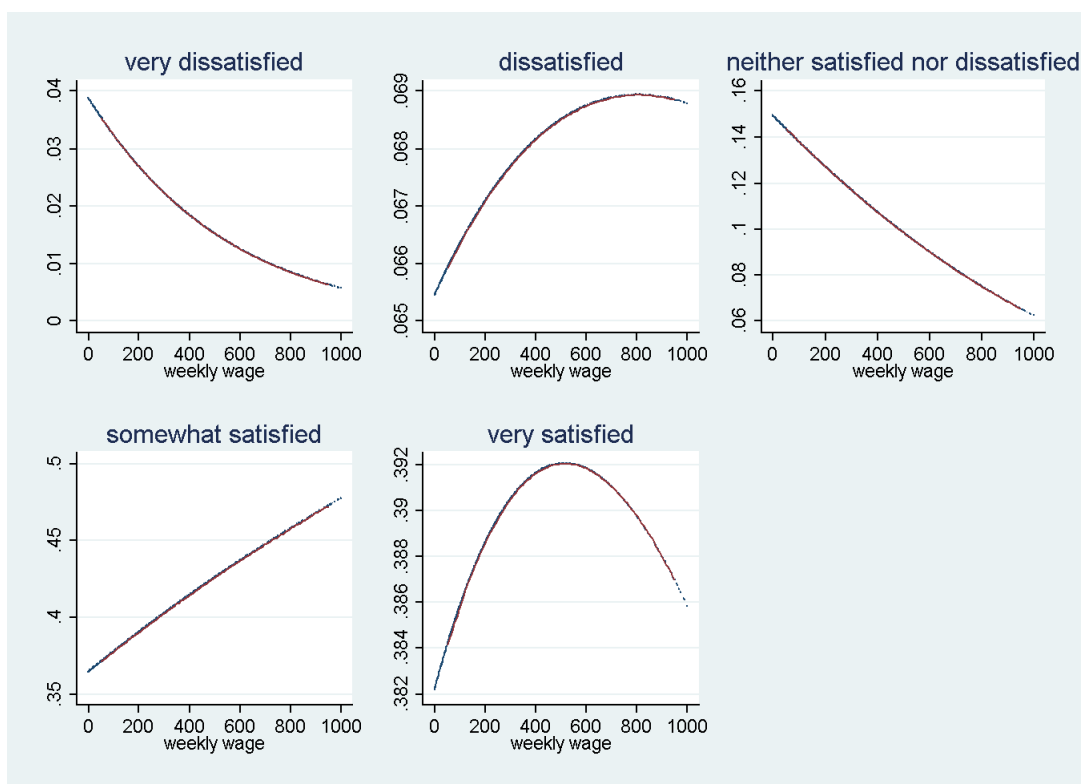 very dissatisfied
.04
.03
.02
.01
0
0 200 400 600 800 1000
weekly wage
dissatisfied
.069
.068
.067
.066
.065
0 200 400 600 800 1000
weekly wage
neither satisfied nor dissatisfied
.16
.14
.12
.1
.08
.06
0 200 400 600 800 1000
weekly wage
somewhat satisfied
.5
.45
.4
.35
0 200 400 600 800 1000
weekly wage
very satisfied
.392
.39
.388
.386
.384
.382
0 200 400 600 800 1000
weekly wage